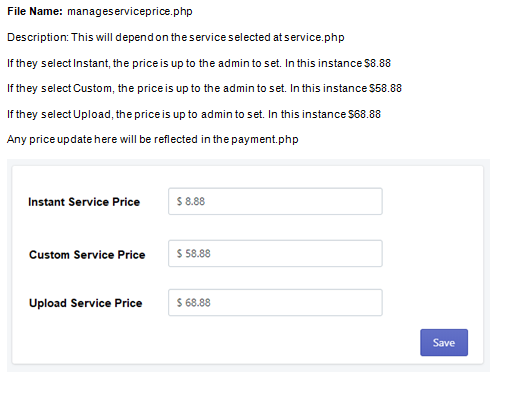 File Name: manageserviceprice.php
Description: This will depend on the service selected at service.php
If they select Instant, the price is up to the admin to set. In this instance $8.88
If they select Custom, the price is up to the admin to set. In this instance $58.88
If they select Upload, the price is up to admin to set. In this instance $68.88
Any price update here will be reflected in the payment.php
Instant Service Price $ 8.88
Custom Service Price $ 58.88
Upload Service Price $ 68.88
Save